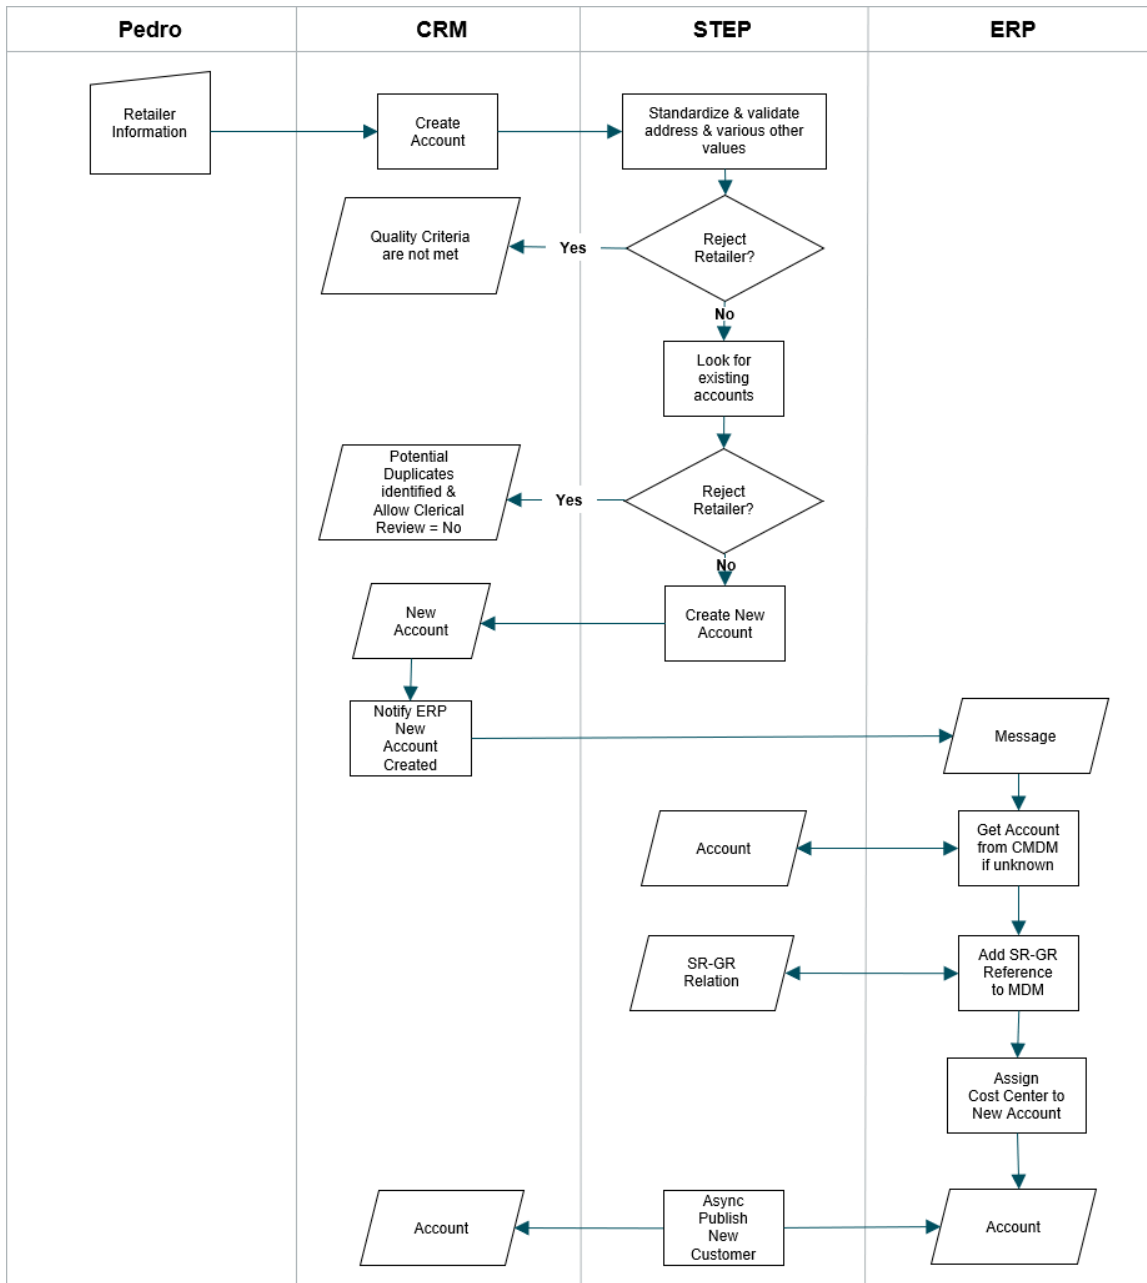 Pedro
CRM
STEP
ERP
Retailer
Information
Create
Account
Standardize & validate
address & various other
values
Quality Criteria
are not met
Yes
Reject
Retailer?
No
Look for
existing
accounts
Potential
Duplicates
identified &
Allow Clerical
Review = No
Yes
Reject
Retailer?
No
New
Account
Create New
Account
Notify ERP
New
Account
Created
Message
Account
Get Account
from CMDM
if unknown
SR-GR
Relation
Add SR-GR
Reference
to MDM
Assign
Cost Center to
New Account
Account
Async
Publish
New
Customer
Account